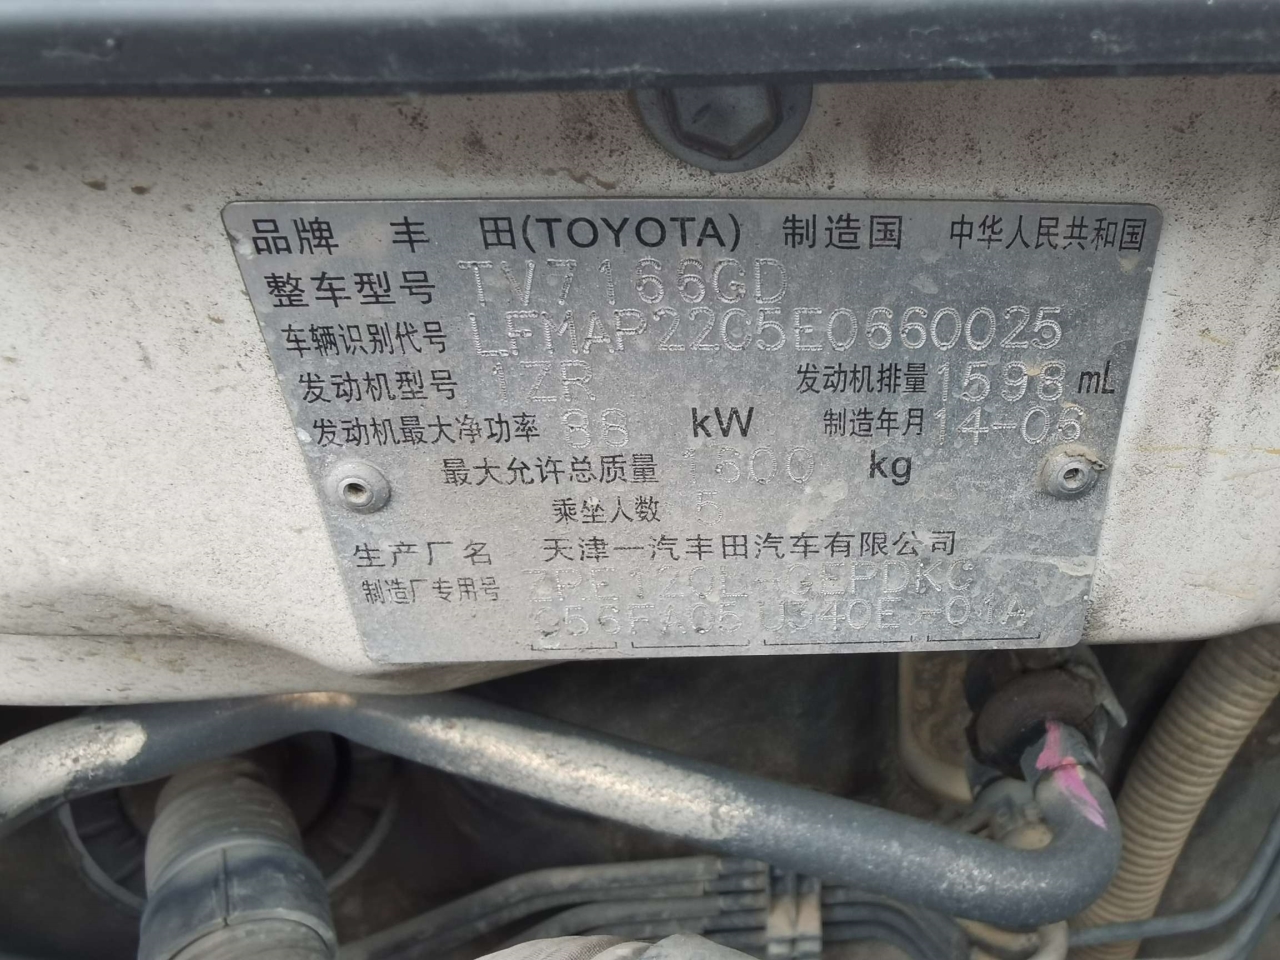 品牌 丰 田(TOYOTA) 制造国 中华人民共和国
整车型号 TV7166GD
车辆识别代号 LFMAP22C5E0660025
发动机型号 1ZR 发动机排量 1598 mL
发动机最大净功率 88 kW 制造年月 14-06
最大允许总质量 kg
乘坐人数 5
生产厂名 天津一汽丰田汽车有限公司
制造厂专用号 ZRE120L-GEPDKC
U340E -01A